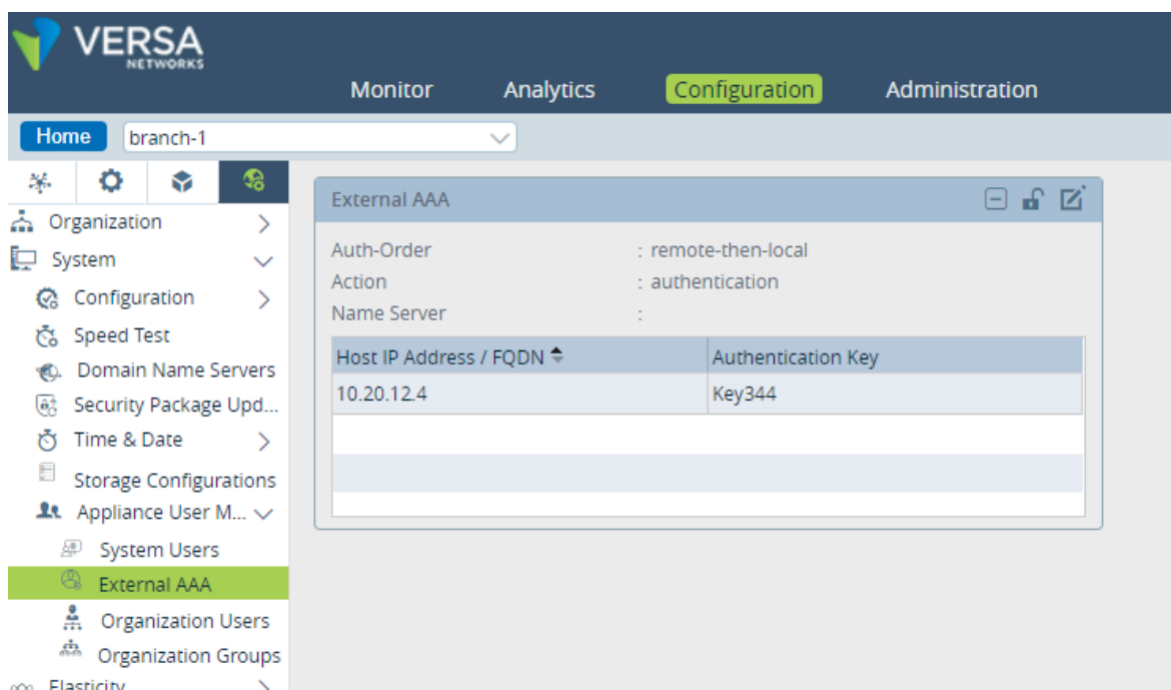 VERSA
NETWORKS
Monitor Analytics Configuration Administration
Home branch-1
Organization
System
Configuration
Speed Test
Domain Name Servers
Security Package Upd...
Time & Date
Storage Configurations
Appliance User M...
System Users
External AAA
Organization Users
Organization Groups
Elasticity
External AAA
Auth-Order : remote-then-local
Action : authentication
Name Server :
Host IP Address / FQDN Authentication Key
10.20.12.4 Key344